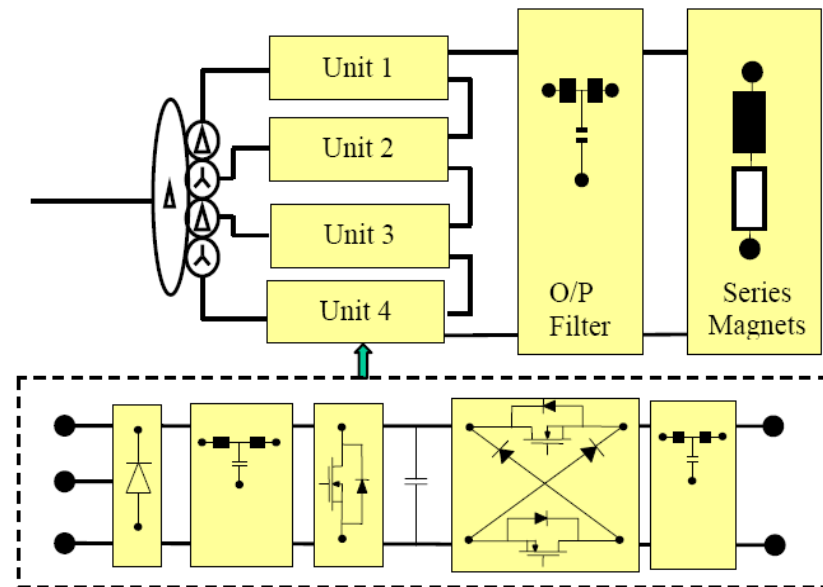 Unit 1
Unit 2
Unit 3
Unit 4
O/P
Filter
Series
Magnets